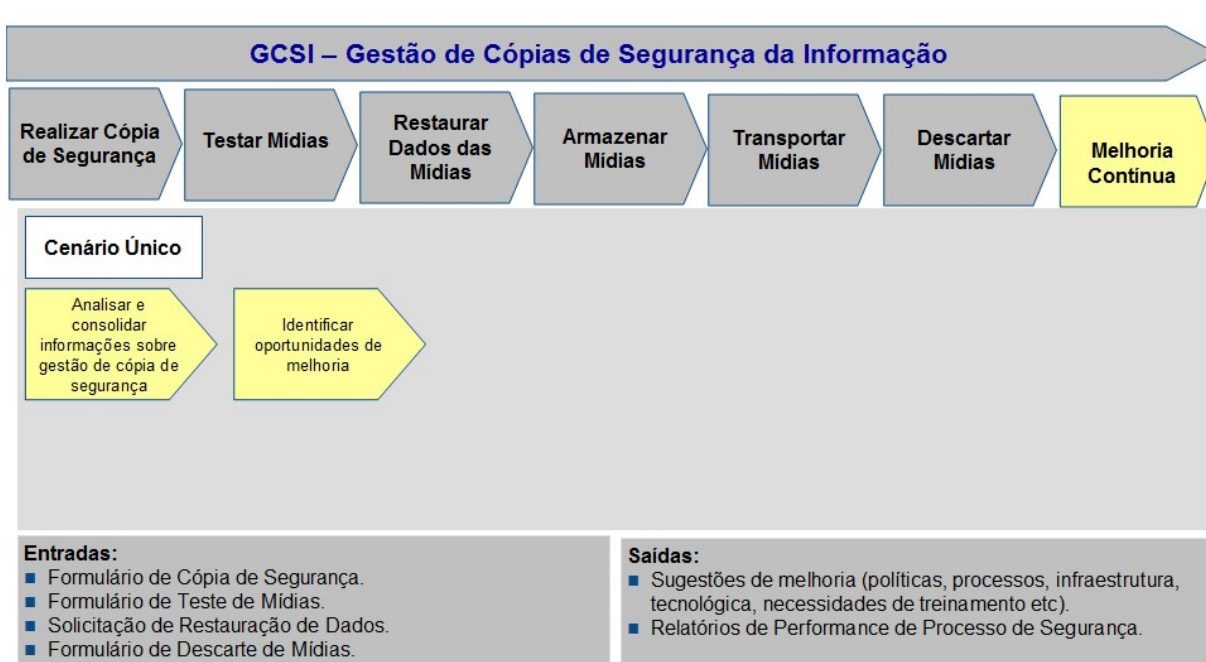 GCSI – Gestão de Cópias de Segurança da Informação
Realizar Cópia
de Segurança
Testar Mídias
Restaurar
Dados das
Mídias
Armazenar
Mídias
Transportar
Mídias
Descartar
Mídias
Melhoria
Contínua
Cenário Único
Analisar e
consolidar
informações sobre
gestão de cópia de
segurança
Identificar
oportunidades de
melhoria
Entradas:
■ Formulário de Cópia de Segurança.
■ Formulário de Teste de Mídias.
■ Solicitação de Restauração de Dados.
■ Formulário de Descarte de Mídias.
Saídas:
■ Sugestões de melhoria (políticas, processos, infraestrutura,
tecnológica, necessidades de treinamento etc).
■ Relatórios de Performance de Processo de Segurança.